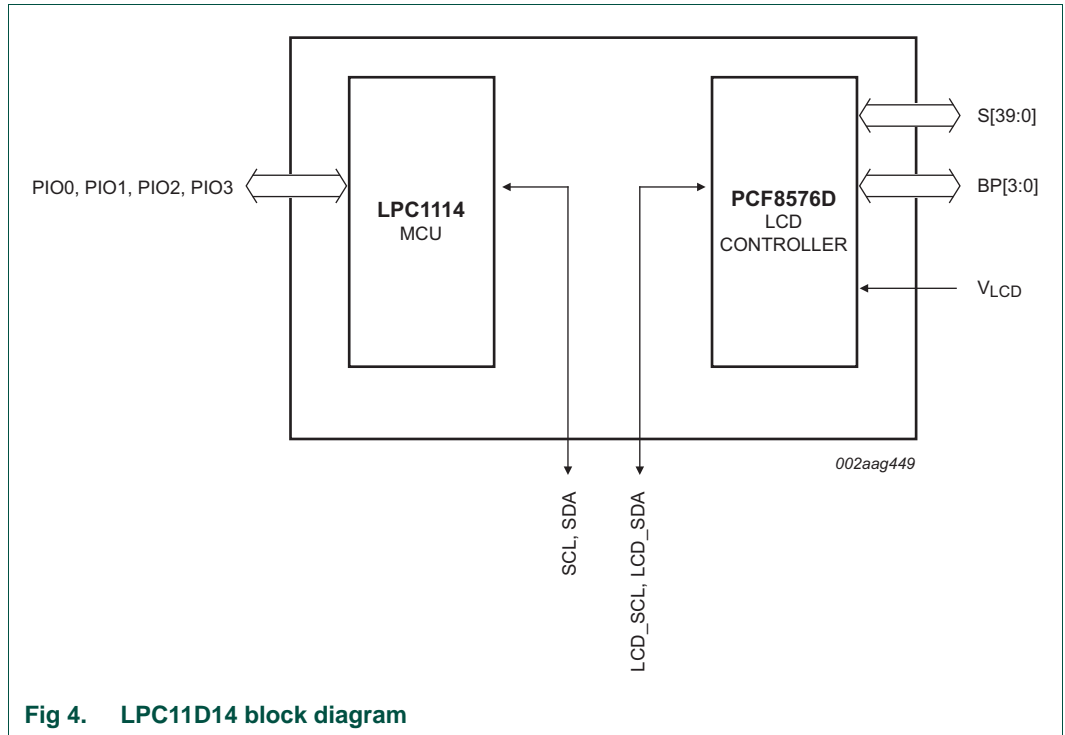 S[39:0]
PIO0, PIO1, PIO2, PIO3
BP[3:0]
LPC1114
MCU
PCF8576D
LCD
CONTROLLER
VLCD
002aag449
SCL, SDA
LCD_SCL, LCD_SDA
Fig 4. LPC11D14 block diagram